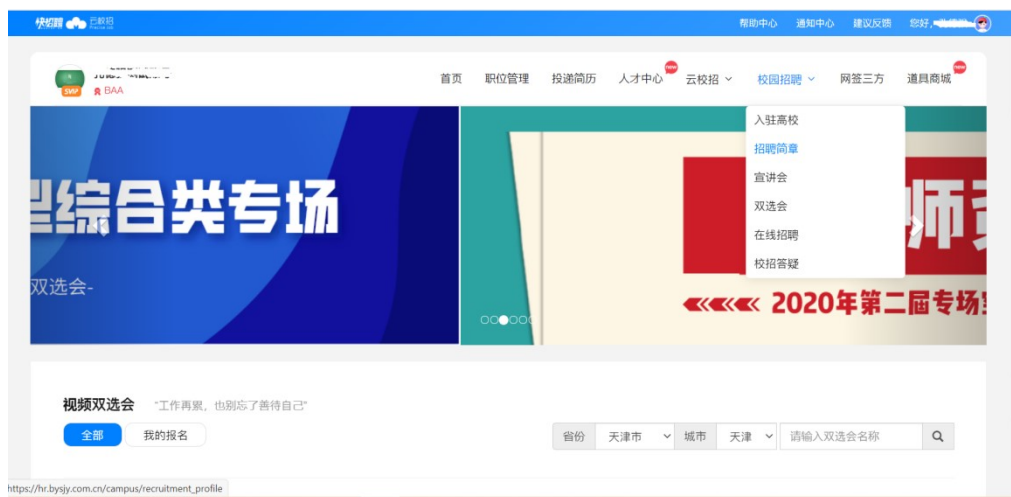 快招聘 云校招
帮助中心 通知中心 建议反馈 您好,
SVIP
BAA
首页 职位管理 投递简历 人才中心 new 云校招 校园招聘 网签三方 道具商城 new
入驻高校
招聘简章
宣讲会
双选会
在线招聘
校招答疑
综合类专场
双选会-
师
2020年第二届专场
视频双选会 "工作再累，也别忘了善待自己"
全部 我的报名
省份 天津市 城市 天津 请输入双选会名称
https://hr.bysjy.com.cn/campus/recruitment_profile